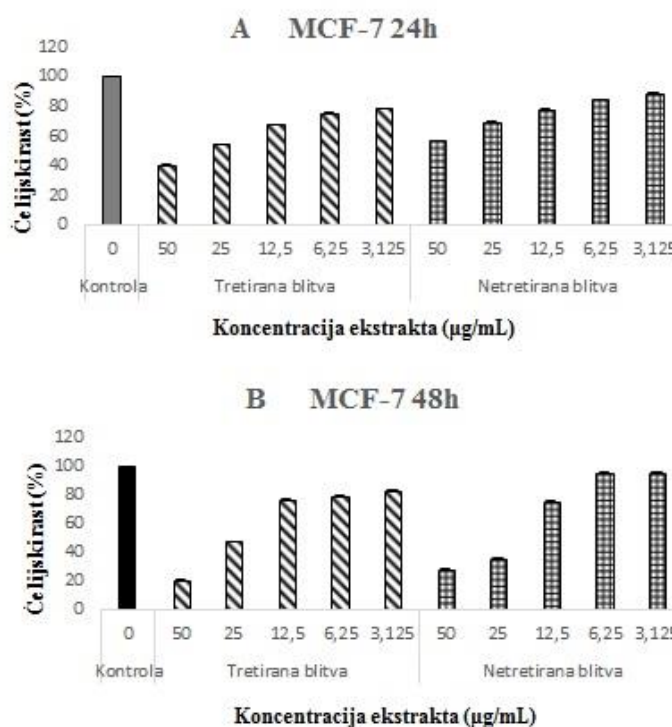 A MCF-7 24h
120
100
80
60
40
20
0
Ćelijski rast (%)
0 50 25 12,5 6,25 3,125 50 25 12,5 6,25 3,125
Kontrola Tretirana blitva Netretirana blitva
Koncentracija ekstrakta (µg/mL)
B MCF-7 48h
120
100
80
60
40
20
0
Ćelijski rast (%)
0 50 25 12,5 6,25 3,125 50 25 12,5 6,25 3,125
Kontrola Tretirana blitva Netretirana blitva
Koncentracija ekstrakta (µg/mL)